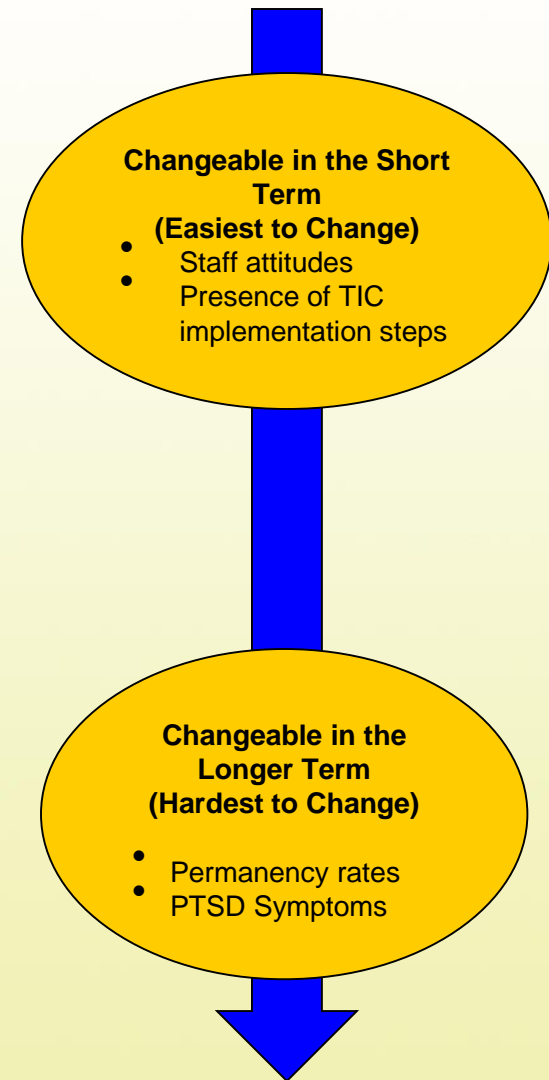 Changeable in the Short
Term
(Easiest to Change)
• Staff attitudes
• Presence of TIC
implementation steps
Changeable in the
Longer Term
(Hardest to Change)
• Permanency rates
• PTSD Symptoms